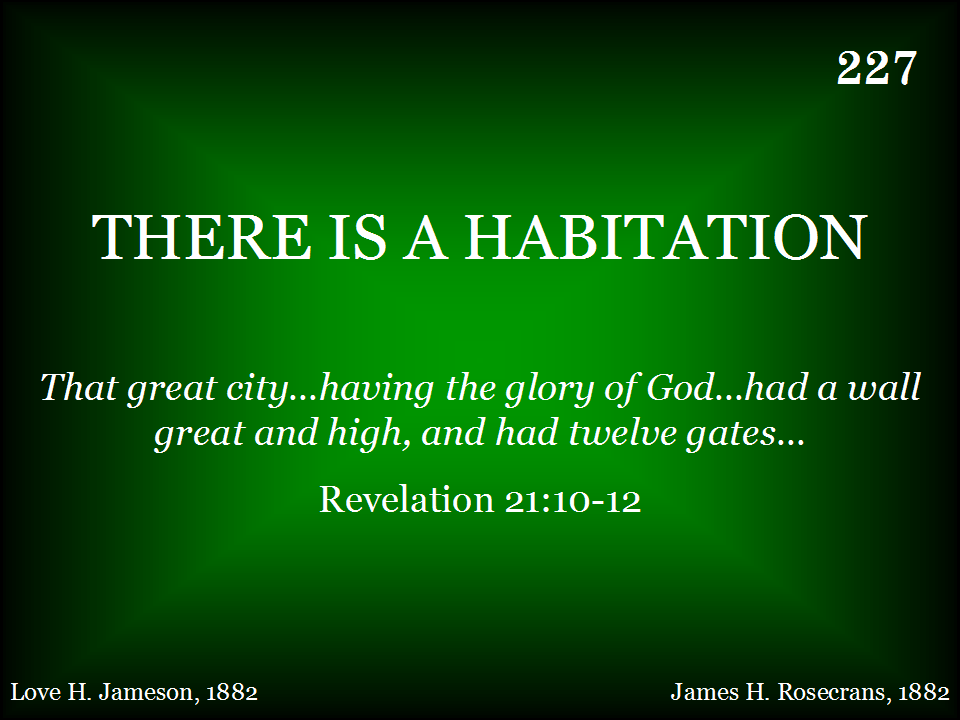 227
THERE IS A HABITATION
That great city...having the glory of God...had a wall
great and high, and had twelve gates...
Revelation 21:10-12
Love H. Jameson, 1882
James H. Rosecrans, 1882